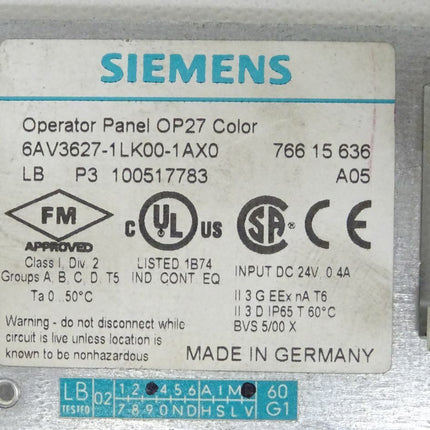 SIEMENS
Operator Panel OP27 Color
6AV3627-1LK00-1AX0 766 15 636
LB P3 100517783 A05
FM
APPROVED
Class I, Div. 2
Groups A, B, C, D, T5
Ta 0...50°C
c UL US
LISTED 1B74
IND CONT EQ
SA CE
INPUT DC 24V, 0.4A
II 3 G EEx nA T6
II 3 D IP65 T 60°C
BVS 5/00 X
Warning - do not disconnect while
circuit is live unless location is
known to be nonhazardous
MADE IN GERMANY
LB TESTED 02 1 2 4 5 6 A I M 60
7 8 9 0 N D H S L V G1